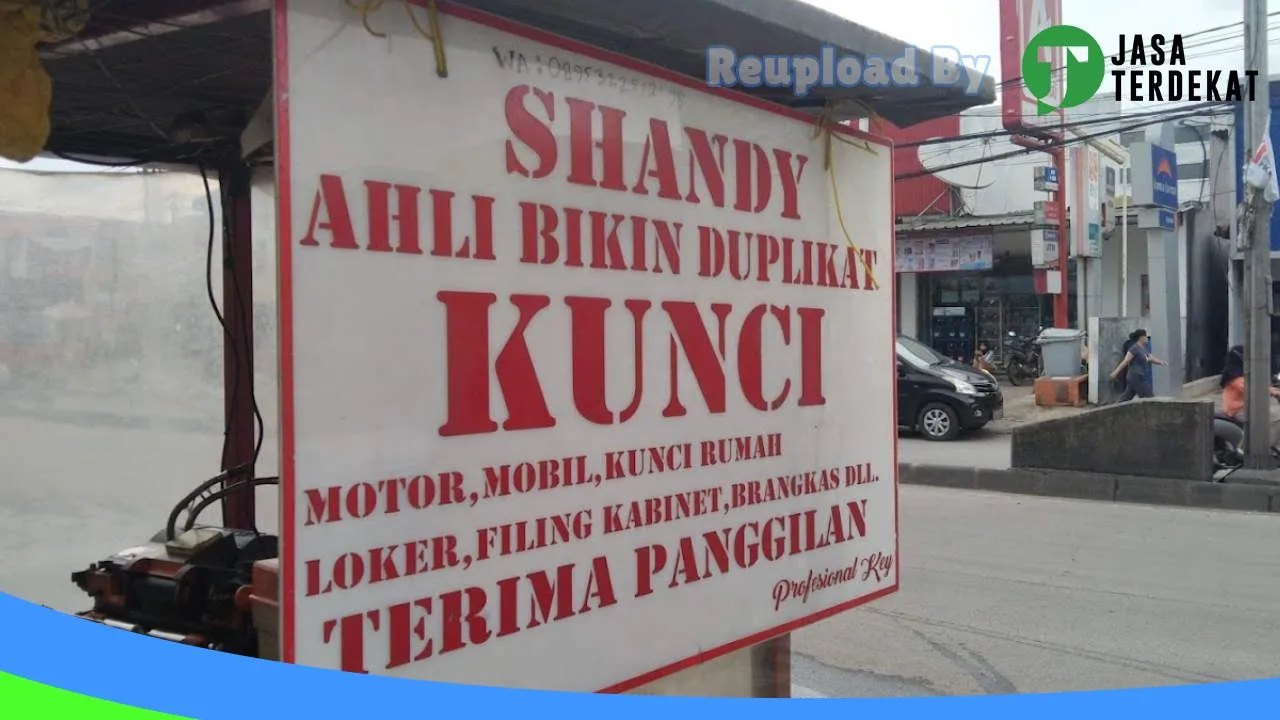 Reupload By
JASA
TERDEKAT
SHANDY
AHLI BIKIN DUPLIKAT
KUNCI
MOTOR,MOBIL,KUNCI RUMAH
LOKER,FILING KABINET,BRANGKAS DLL.
TERIMA PANGGILAN
Profesional Key